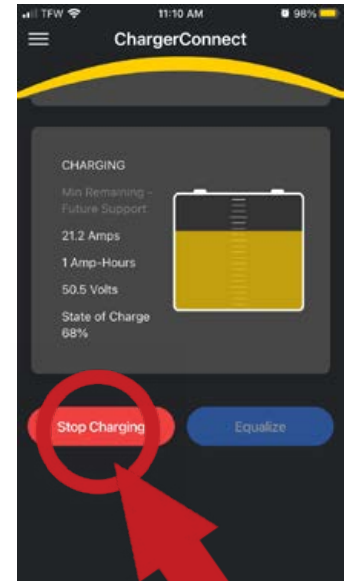 TFW 11:10 AM 98%
ChargerConnect
CHARGING
Min Remaining -
Future Support
21.2 Amps
1 Amp-Hours
50.5 Volts
State of Charge
68%
Stop Charging Equalize